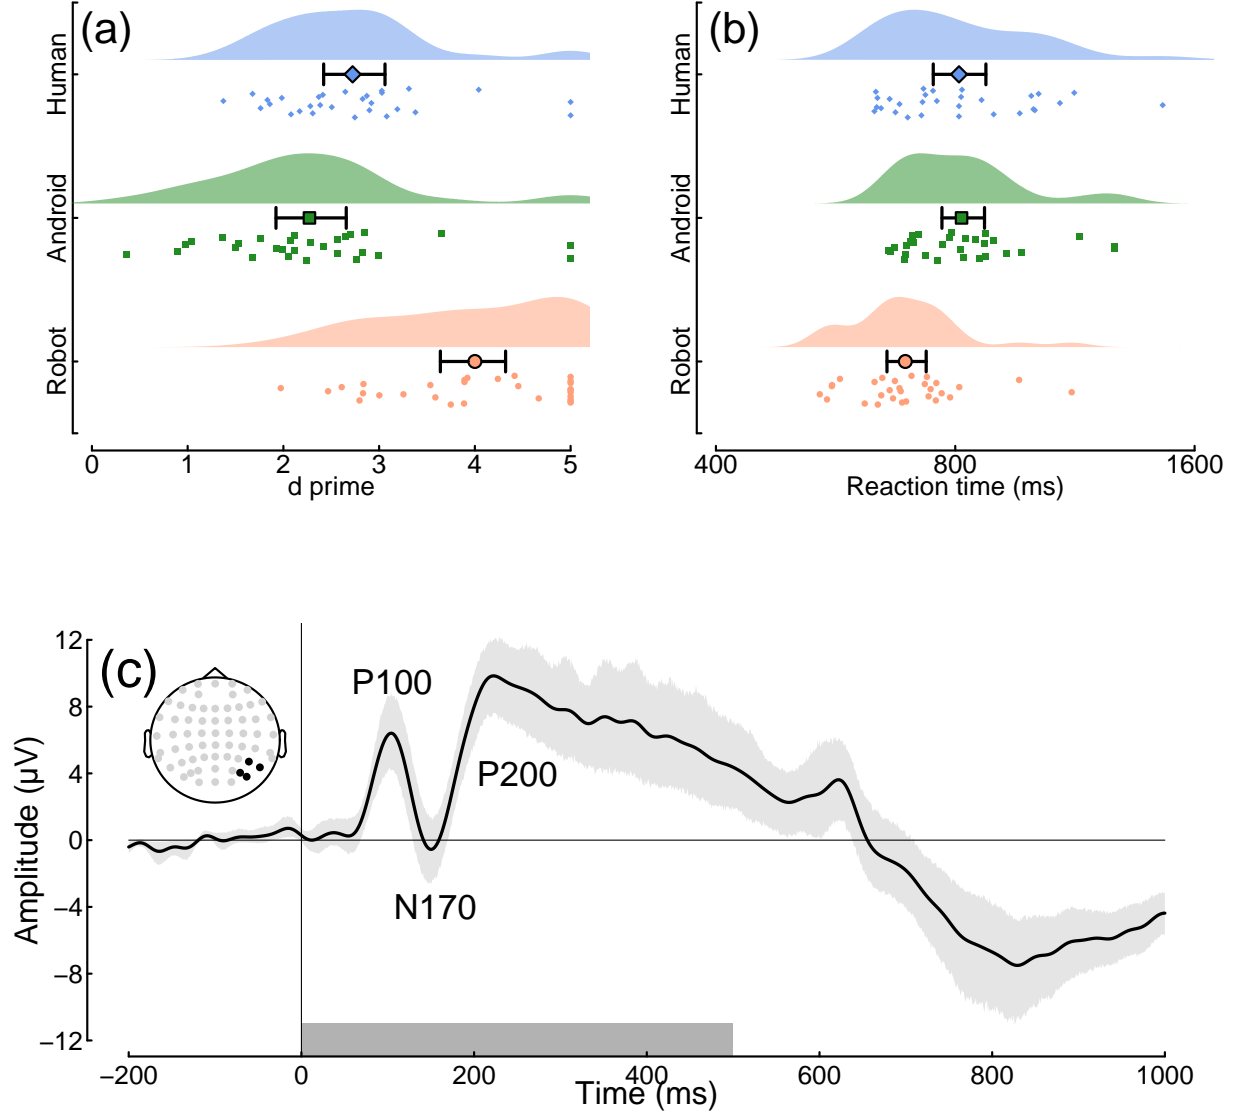 (a)
Human
Android
Robot
0 1 2 3 4 5
d prime
(b)
Human
Android
Robot
400 800 1600
Reaction time (ms)
(c)
12
8
4
0
−4
−8
−12
Amplitude (µV)
P100
P200
N170
−200 0 200 400 600 800 1000
Time (ms)